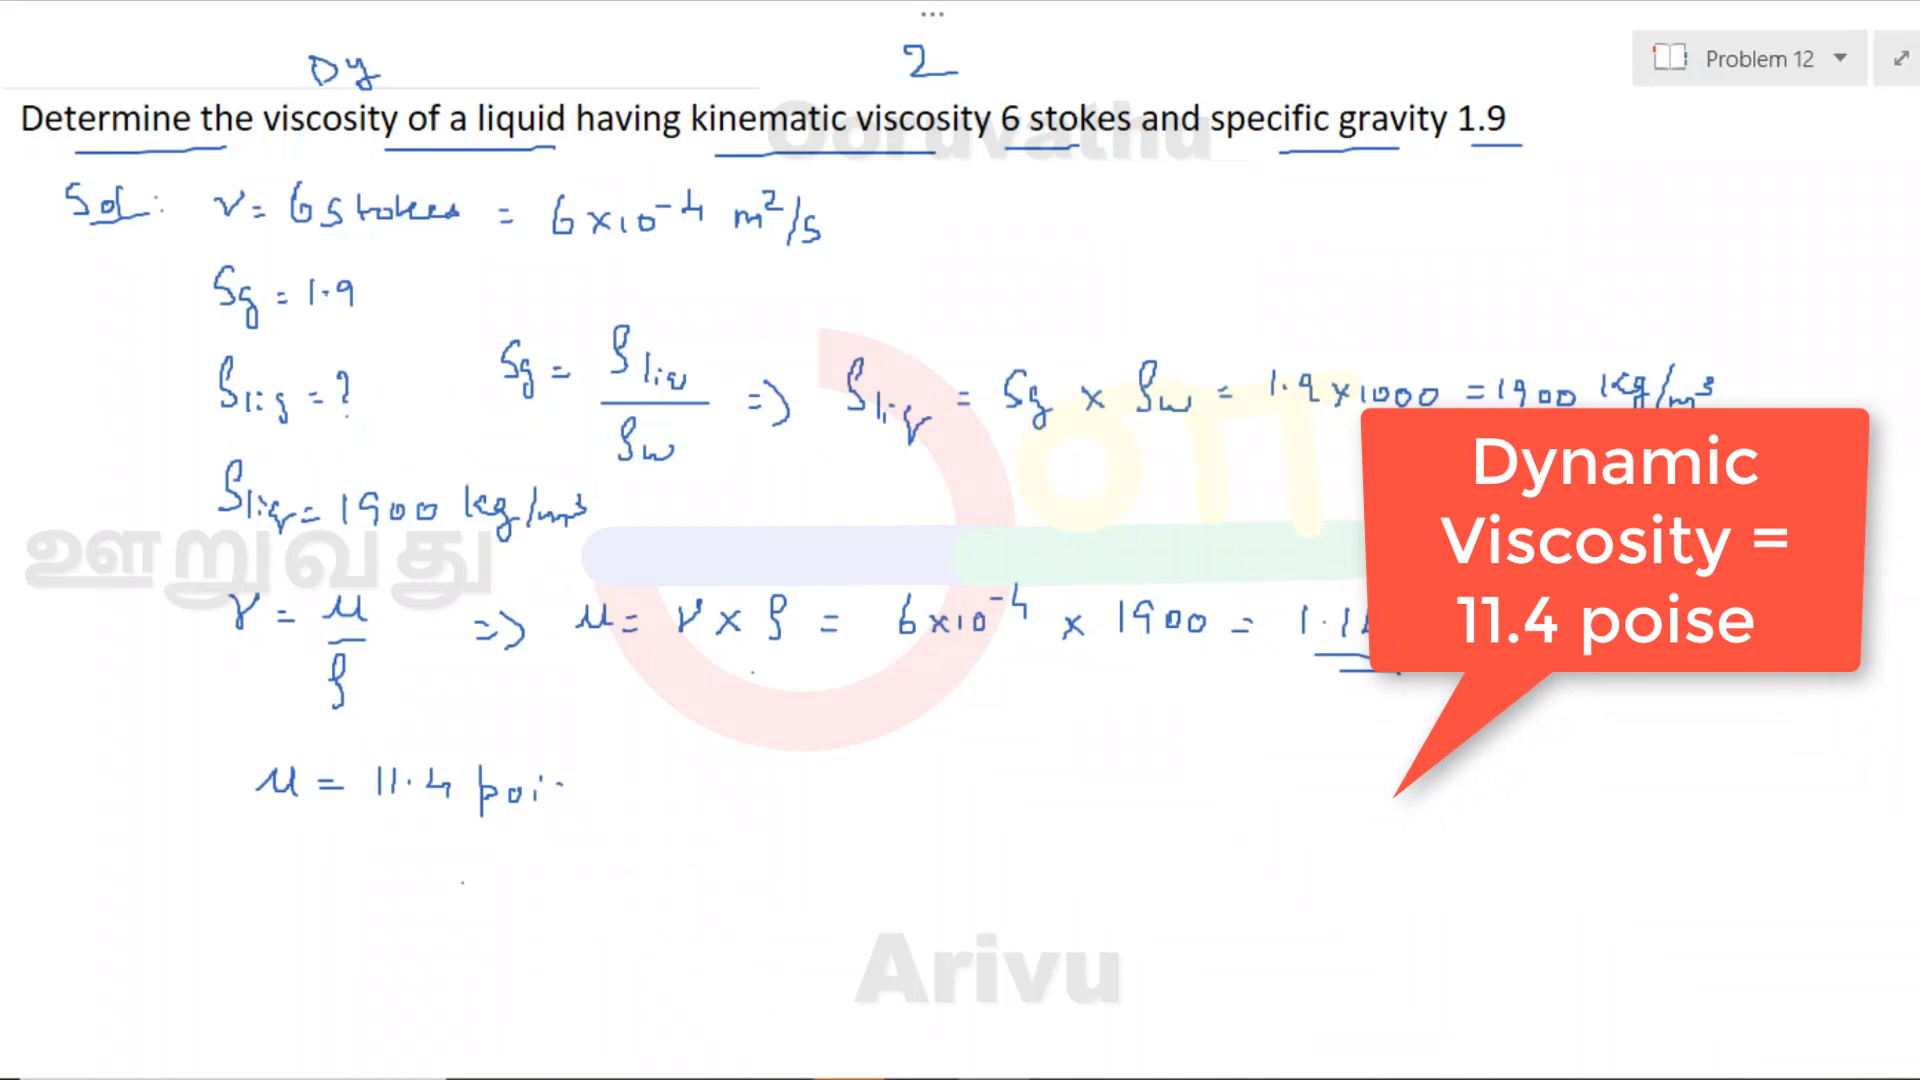 ...
Dy 2
Problem 12
Determine the viscosity of a liquid having kinematic viscosity 6 stokes and specific gravity 1.9
Ooruvathu
Sol: ν = 6 Stokes = 6×10⁻⁴ m²/s
Sg = 1.9
ρliq = ? Sg = ρliq / ρw => ρliq = Sg × ρw = 1.9×1000 = 1900 kg/m³
ρliq = 1900 kg/m³
Dynamic
Viscosity =
11.4 poise
ஊறுவது
ν = μ / ρ => μ = ν × ρ = 6×10⁻⁴ × 1900 = 1.1
μ = 11.4 poi
Arivu